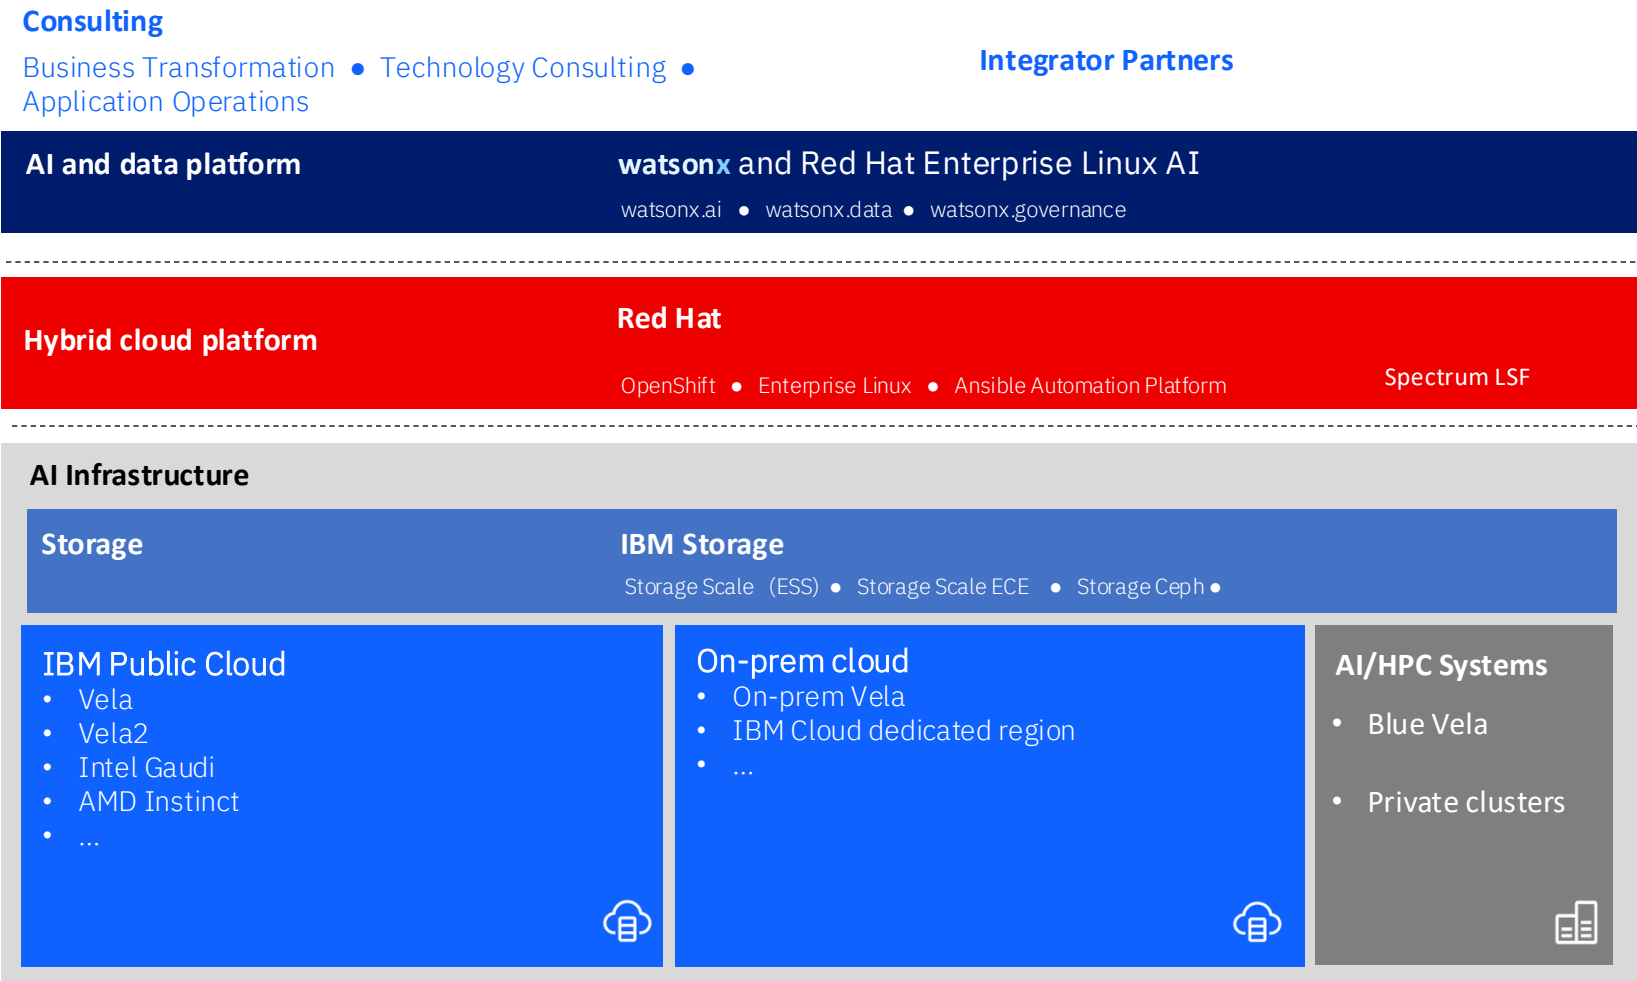 Consulting
Business Transformation ● Technology Consulting ●
Application Operations
Integrator Partners
AI and data platform
watsonx and Red Hat Enterprise Linux AI
watsonx.ai ● watsonx.data ● watsonx.governance
Hybrid cloud platform
Red Hat
OpenShift ● Enterprise Linux ● Ansible Automation Platform
Spectrum LSF
AI Infrastructure
Storage
IBM Storage
Storage Scale (ESS) ● Storage Scale ECE ● Storage Ceph ●
IBM Public Cloud
• Vela
• Vela2
• Intel Gaudi
• AMD Instinct
• ...
On-prem cloud
• On-prem Vela
• IBM Cloud dedicated region
• ...
AI/HPC Systems
• Blue Vela
• Private clusters